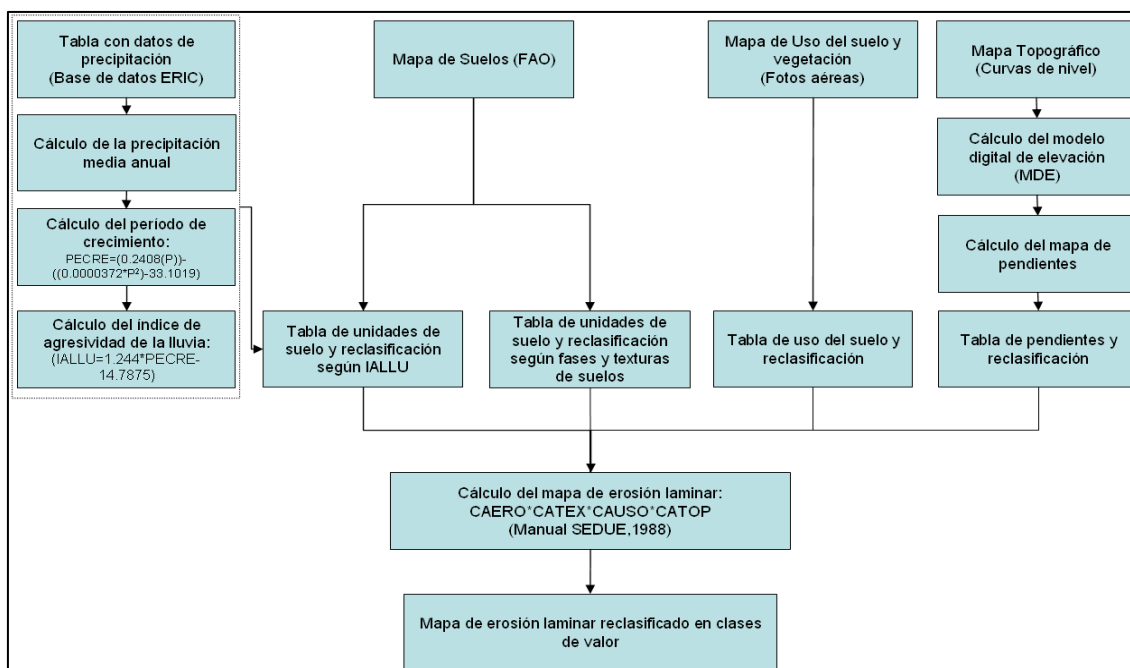 Tabla con datos de
precipitación
(Base de datos ERIC)
Cálculo de la precipitación
media anual
Cálculo del período de
crecimiento:
PECRE=(0.2408(P))-
((0.0000372*P²)-33.1019)
Cálculo del índice de
agresividad de la lluvia:
(IALLU=1.244*PECRE-
14.7875)
Mapa de Suelos (FAO)
Tabla de unidades de
suelo y reclasificación
según IALLU
Tabla de unidades de
suelo y reclasificación
según fases y texturas
de suelos
Mapa de Uso del suelo y
vegetación
(Fotos aéreas)
Tabla de uso del suelo y
reclasificación
Mapa Topográfico
(Curvas de nivel)
Cálculo del modelo
digital de elevación
(MDE)
Cálculo del mapa de
pendientes
Tabla de pendientes y
reclasificación
Cálculo del mapa de erosión laminar:
CAERO*CATEX*CAUSO*CATOP
(Manual SEDUE,1988)
Mapa de erosión laminar reclasificado en clases
de valor